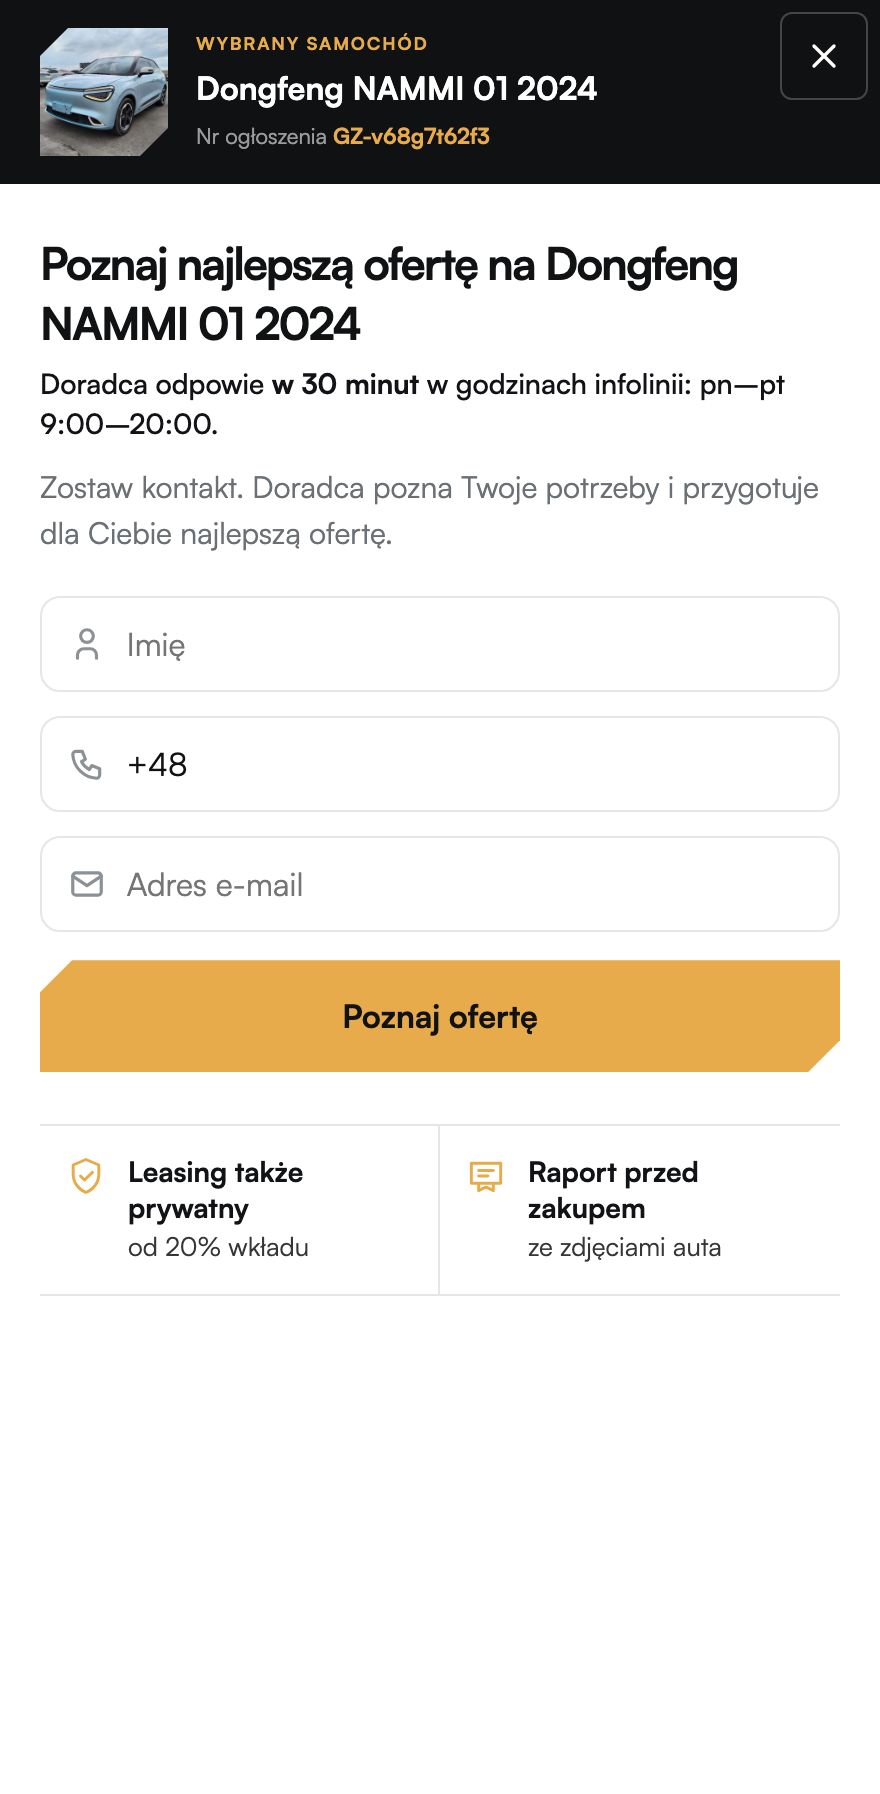 WYBRANY SAMOCHÓD
Dongfeng NAMMI 01 2024
Nr ogłoszenia GZ-v68g7t62f3
Poznaj najlepszą ofertę na Dongfeng
NAMMI 01 2024
Doradca odpowie w 30 minut w godzinach infolinii: pn—pt
9:00—20:00.
Zostaw kontakt. Doradca pozna Twoje potrzeby i przygotuje
dla Ciebie najlepszą ofertę.
Imię
+48
Adres e-mail
Poznaj ofertę
Leasing także
prywatny
od 20% wkładu
Raport przed
zakupem
ze zdjęciami auta